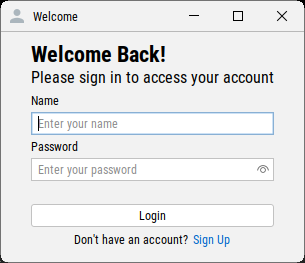 Welcome
Welcome Back!
Please sign in to access your account
Name
Enter your name
Password
Enter your password
Login
Don't have an account? Sign Up